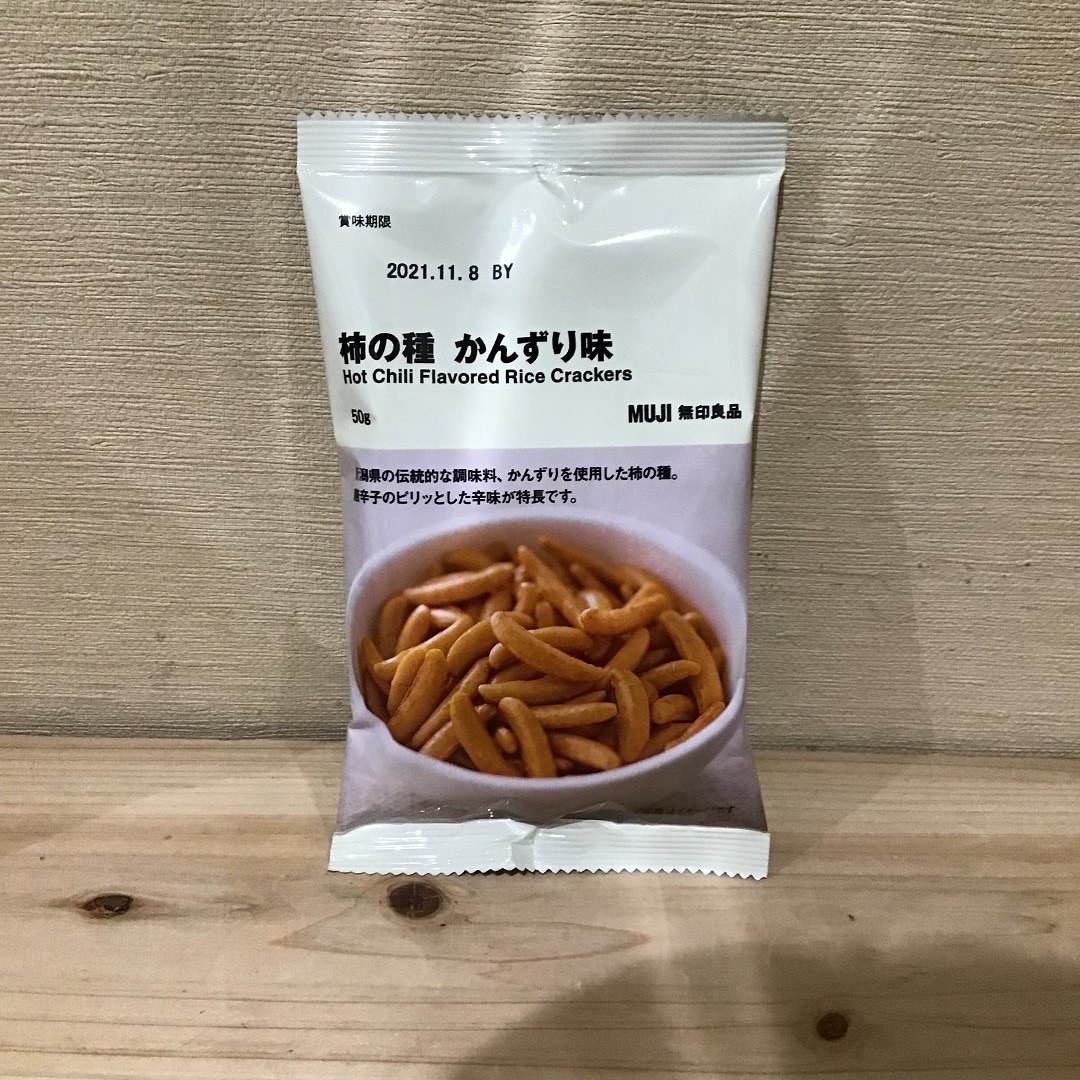 賞味期限
2021.11.8 BY
柿の種 かんずり味
Hot Chili Flavored Rice Crackers
50g
MUJI 無印良品
潟県の伝統的な調味料、かんずりを使用した柿の種。
辛子のピリッとした辛味が特長です。